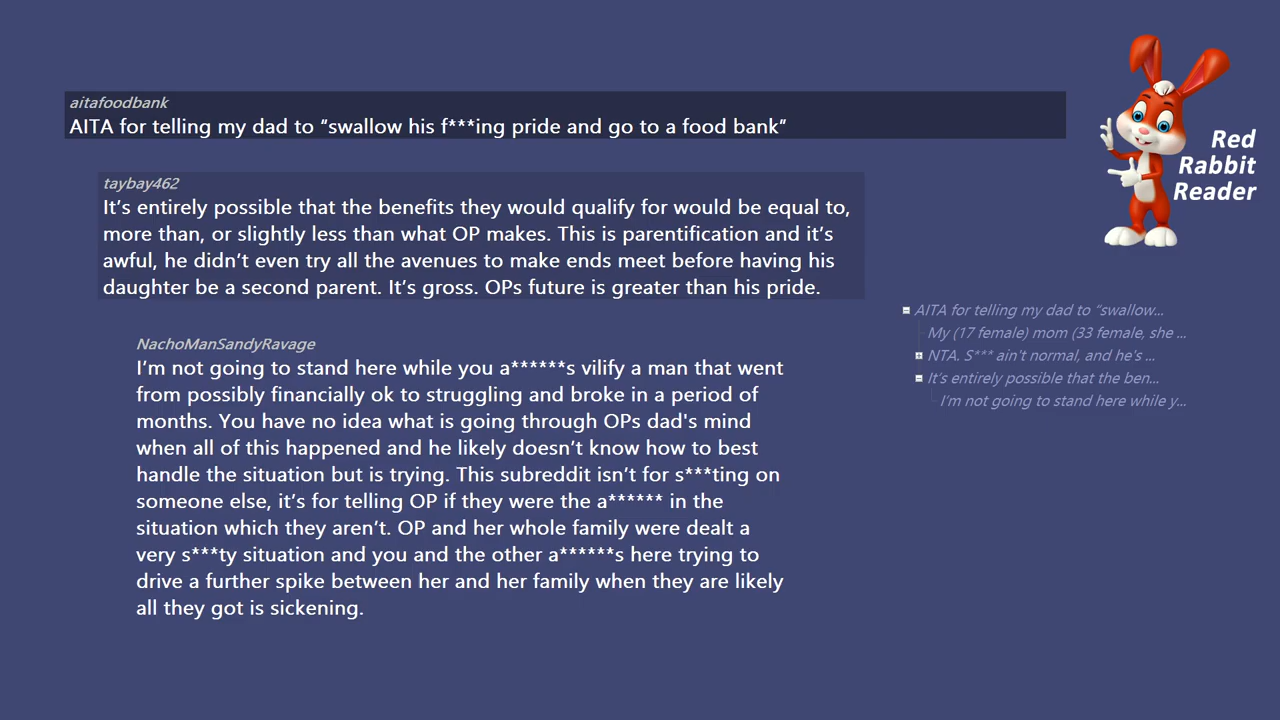 aitafoodbank
AITA for telling my dad to “swallow his f***ing pride and go to a food bank”
taybay462
It’s entirely possible that the benefits they would qualify for would be equal to,
more than, or slightly less than what OP makes. This is parentification and it’s
awful, he didn’t even try all the avenues to make ends meet before having his
daughter be a second parent. It’s gross. OPs future is greater than his pride.
NachoManSandyRavage
I’m not going to stand here while you a******s vilify a man that went
from possibly financially ok to struggling and broke in a period of
months. You have no idea what is going through OPs dad's mind
when all of this happened and he likely doesn’t know how to best
handle the situation but is trying. This subreddit isn’t for s***ting on
someone else, it’s for telling OP if they were the a****** in the
situation which they aren’t. OP and her whole family were dealt a
very s***ty situation and you and the other a******s here trying to
drive a further spike between her and her family when they are likely
all they got is sickening.
Red
Rabbit
Reader
AITA for telling my dad to “swallow...
My (17 female) mom (33 female, she ...
NTA. S*** ain't normal, and he's ...
It’s entirely possible that the ben...
I’m not going to stand here while y...